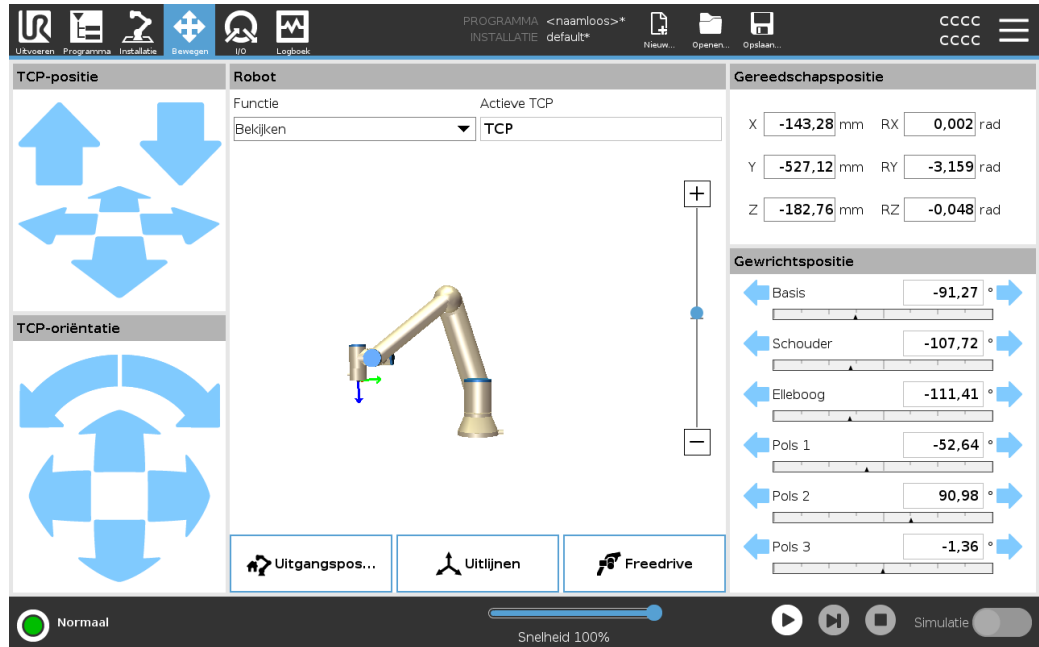 UR
Uitvoeren
Programma
Installatie
Bewegen
I/O
Logboek
PROGRAMMA <naamloos>*
INSTALLATIE default*
Nieuw...
Openen...
Opslaan...
CCCC
CCCC
TCP-positie
TCP-oriëntatie
Robot
Functie
Bekijken
Actieve TCP
TCP
+
−
Uitgangspos...
Uitlijnen
Freedrive
Gereedschapspositie
X -143,28 mm RX 0,002 rad
Y -527,12 mm RY -3,159 rad
Z -182,76 mm RZ -0,048 rad
Gewrichtspositie
Basis -91,27 °
Schouder -107,72 °
Elleboog -111,41 °
Pols 1 -52,64 °
Pols 2 90,98 °
Pols 3 -1,36 °
Normaal
Snelheid 100%
Simulatie